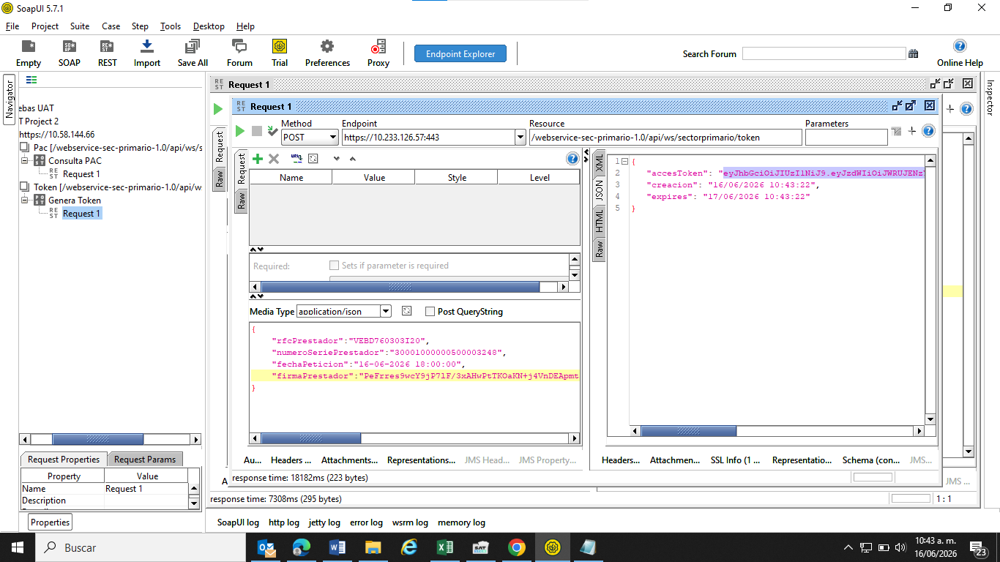 SoapUI 5.7.1
File Project Suite Case Step Tools Desktop Help
Empty SOAP REST Import Save All Forum Trial Preferences Proxy
Endpoint Explorer
Search Forum
Online Help
Navigator
ebas UAT
T Project 2
https://10.58.144.66
Pac [/webservice-sec-primario-1.0/api/ws/s
Consulta PAC
Request 1
Token [/webservice-sec-primario-1.0/api/w
Genera Token
Request 1
Request Properties Request Params
Property Value
Name Request 1
Description
Properties
Request 1
Request
Raw
Request 1
Method Endpoint Resource Parameters
POST https://10.233.126.57:443 /webservice-sec-primario-1.0/api/ws/sectorprimario/token
Request
Raw
Name Value Style Level
Required: Sets if parameter is required
Media Type application/json Post QueryString
{
"rfcPrestador":"VEBD760303I20",
"numeroSeriePrestador":"30001000000500003248",
"fechaPeticion":"16-06-2026 18:00:00",
"firmaPrestador":"PeFrres9wcY9jP7lF/3xAHwPtTKOaKN+j4VnDEApmt
}
Au... Headers ... Attachments... Representations... JMS Head... JMS Property...
XML
JSON
HTML
Raw
1 {
2 "accesToken": "eyJhbGciOiJIUzI1NiJ9.eyJzdWIiOiJWRUJENz
3 "creacion": "16/06/2026 10:43:22",
4 "expires": "17/06/2026 10:43:22"
5 }
Headers... Attachmen... SSL Info (1 ... Representatio... Schema (con... JMS...
response time: 18182ms (223 bytes)
A
JMS ...
response time: 7308ms (295 bytes)
1 : 1
Inspector
SoapUI log http log jetty log error log wsrm log memory log
Buscar
10:43 a. m.
16/06/2026
23